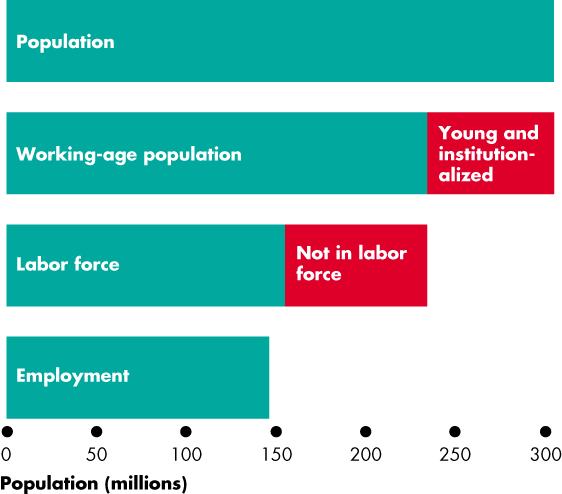 Population
Working-age population
Young and
institution-
alized
Labor force
Not in labor
force
Employment
0 50 100 150 200 250 300
Population (millions)